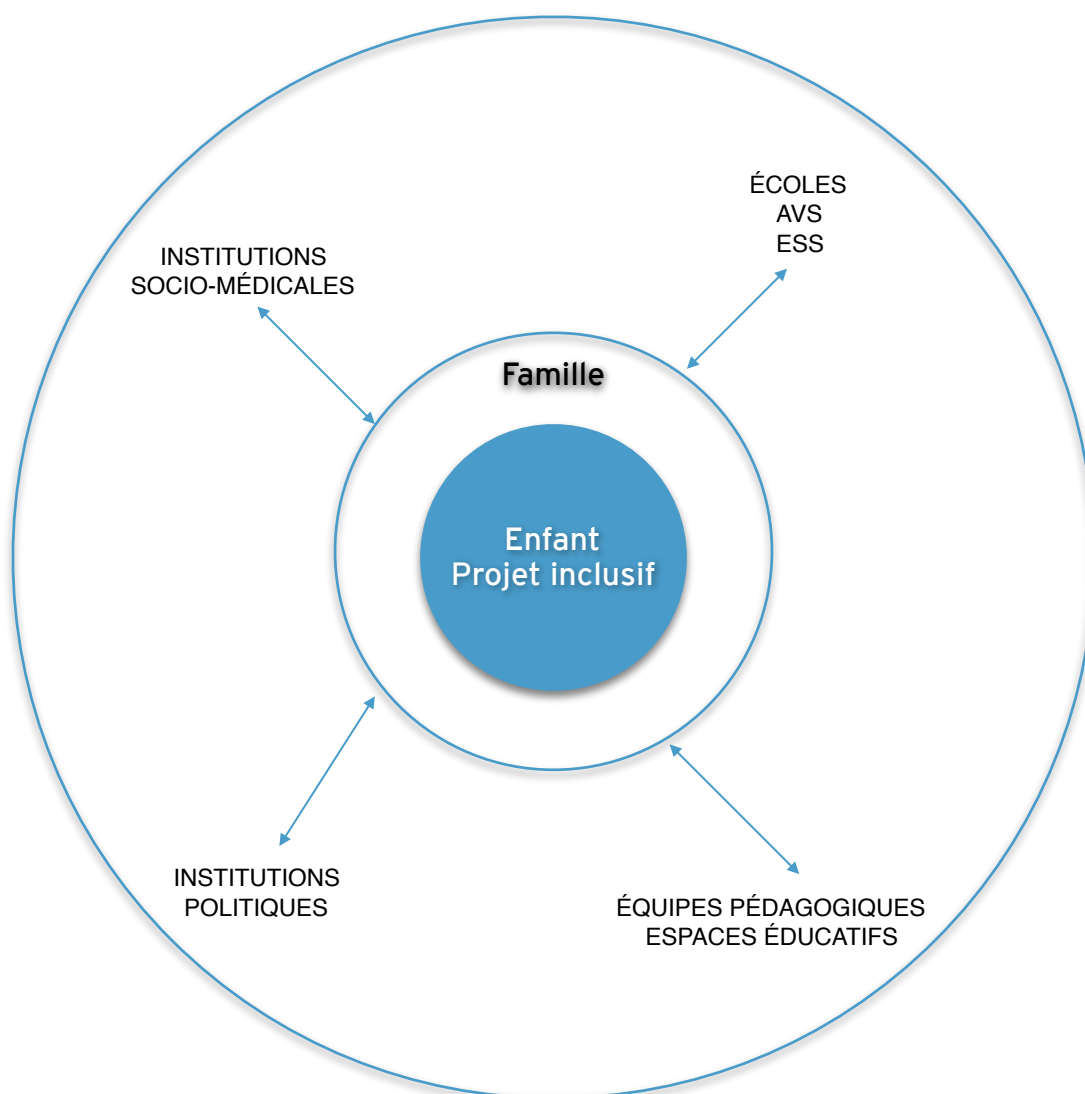 ÉCOLES
AVS
ESS
INSTITUTIONS
SOCIO-MÉDICALES
Famille
Enfant
Projet inclusif
INSTITUTIONS
POLITIQUES
ÉQUIPES PÉDAGOGIQUES
ESPACES ÉDUCATIFS